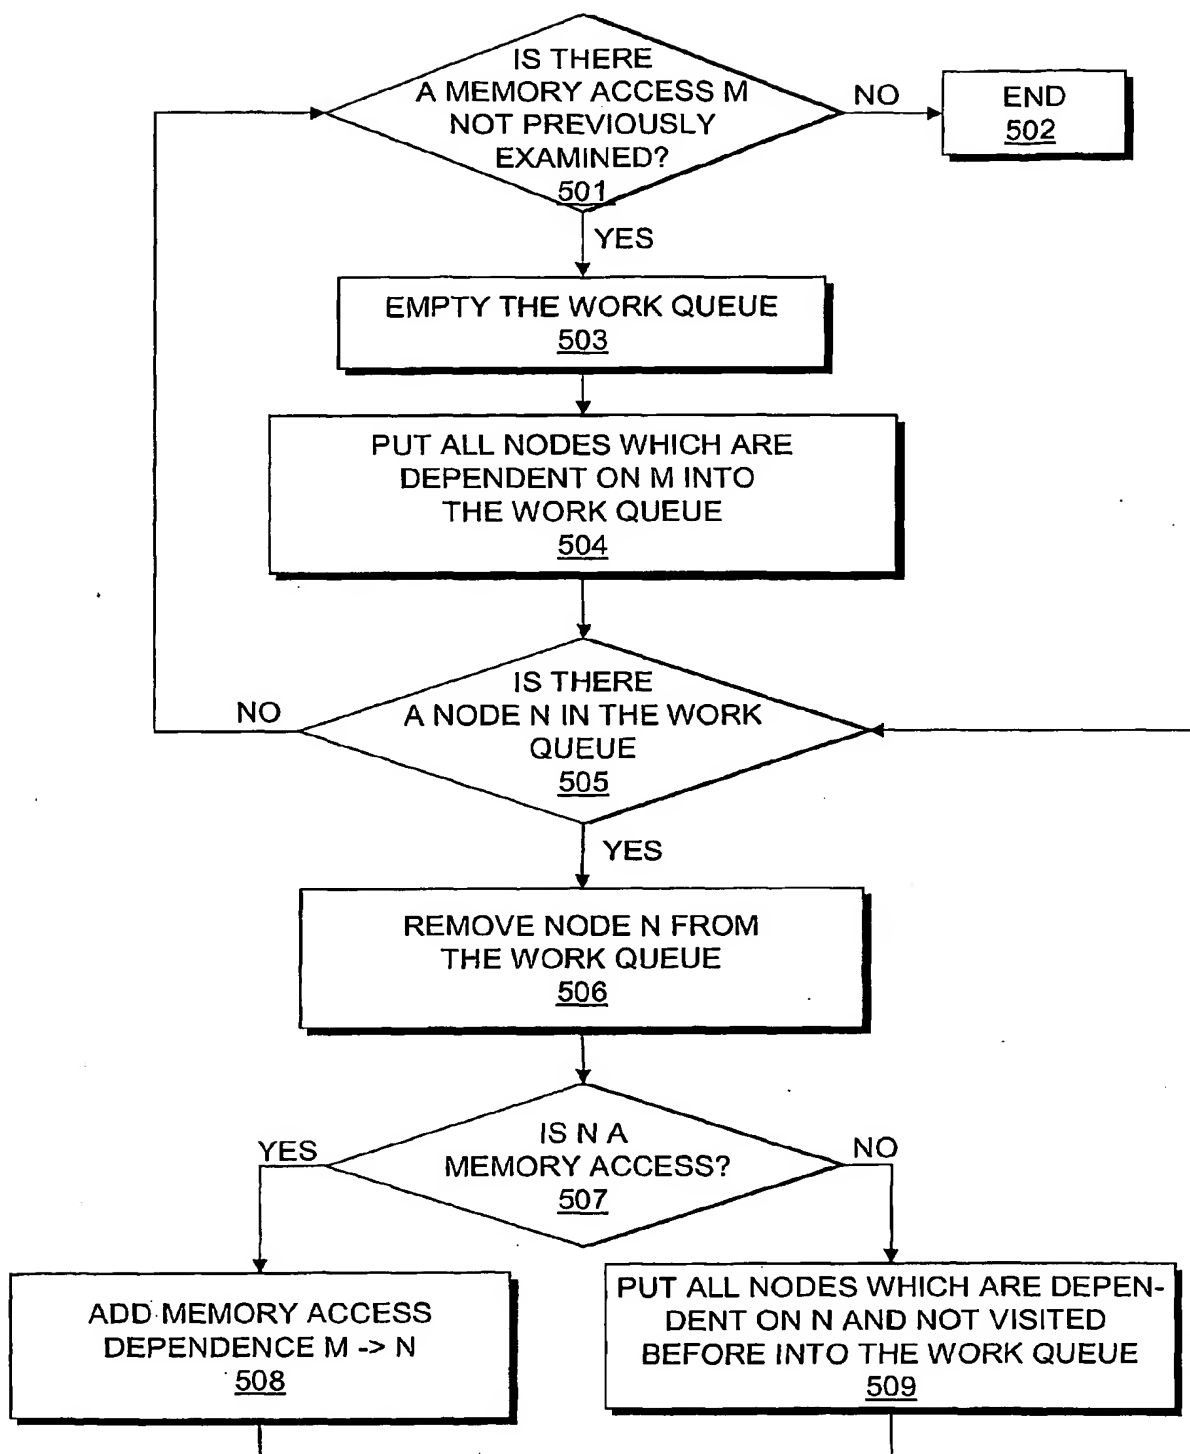 IS THERE
A MEMORY ACCESS M
NOT PREVIOUSLY
EXAMINED?
501
NO
END
502
YES
EMPTY THE WORK QUEUE
503
PUT ALL NODES WHICH ARE
DEPENDENT ON M INTO
THE WORK QUEUE
504
IS THERE
A NODE N IN THE WORK
QUEUE
505
NO
YES
REMOVE NODE N FROM
THE WORK QUEUE
506
IS N A
MEMORY ACCESS?
507
YES
NO
ADD MEMORY ACCESS
DEPENDENCE M -> N
508
PUT ALL NODES WHICH ARE DEPEN-
DENT ON N AND NOT VISITED
BEFORE INTO THE WORK QUEUE
509